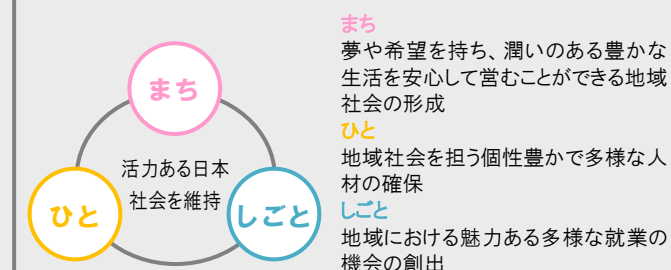 まち
ひと
しごと
活力ある日本
社会を維持
まち
夢や希望を持ち、潤いのある豊かな
生活を安心して営むことができる地域
社会の形成
ひと
地域社会を担う個性豊かで多様な人
材の確保
しごと
地域における魅力ある多様な就業の
機会の創出